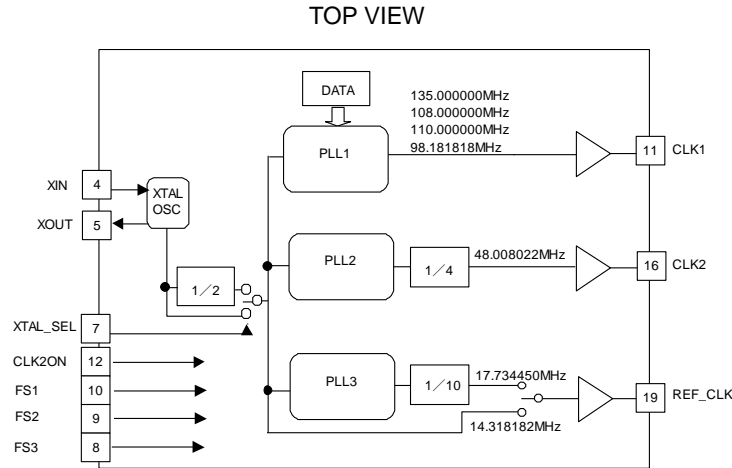 TOP VIEW
DATA
135.000000MHz
108.000000MHz
110.000000MHz
98.181818MHz
PLL1
11 CLK1
XIN 4
XTAL
OSC
XOUT 5
PLL2
1/4
48.008022MHz
16 CLK2
1/2
XTAL_SEL 7
CLK2ON 12
FS1 10
FS2 9
FS3 8
PLL3
1/10
17.734450MHz
14.318182MHz
19 REF_CLK